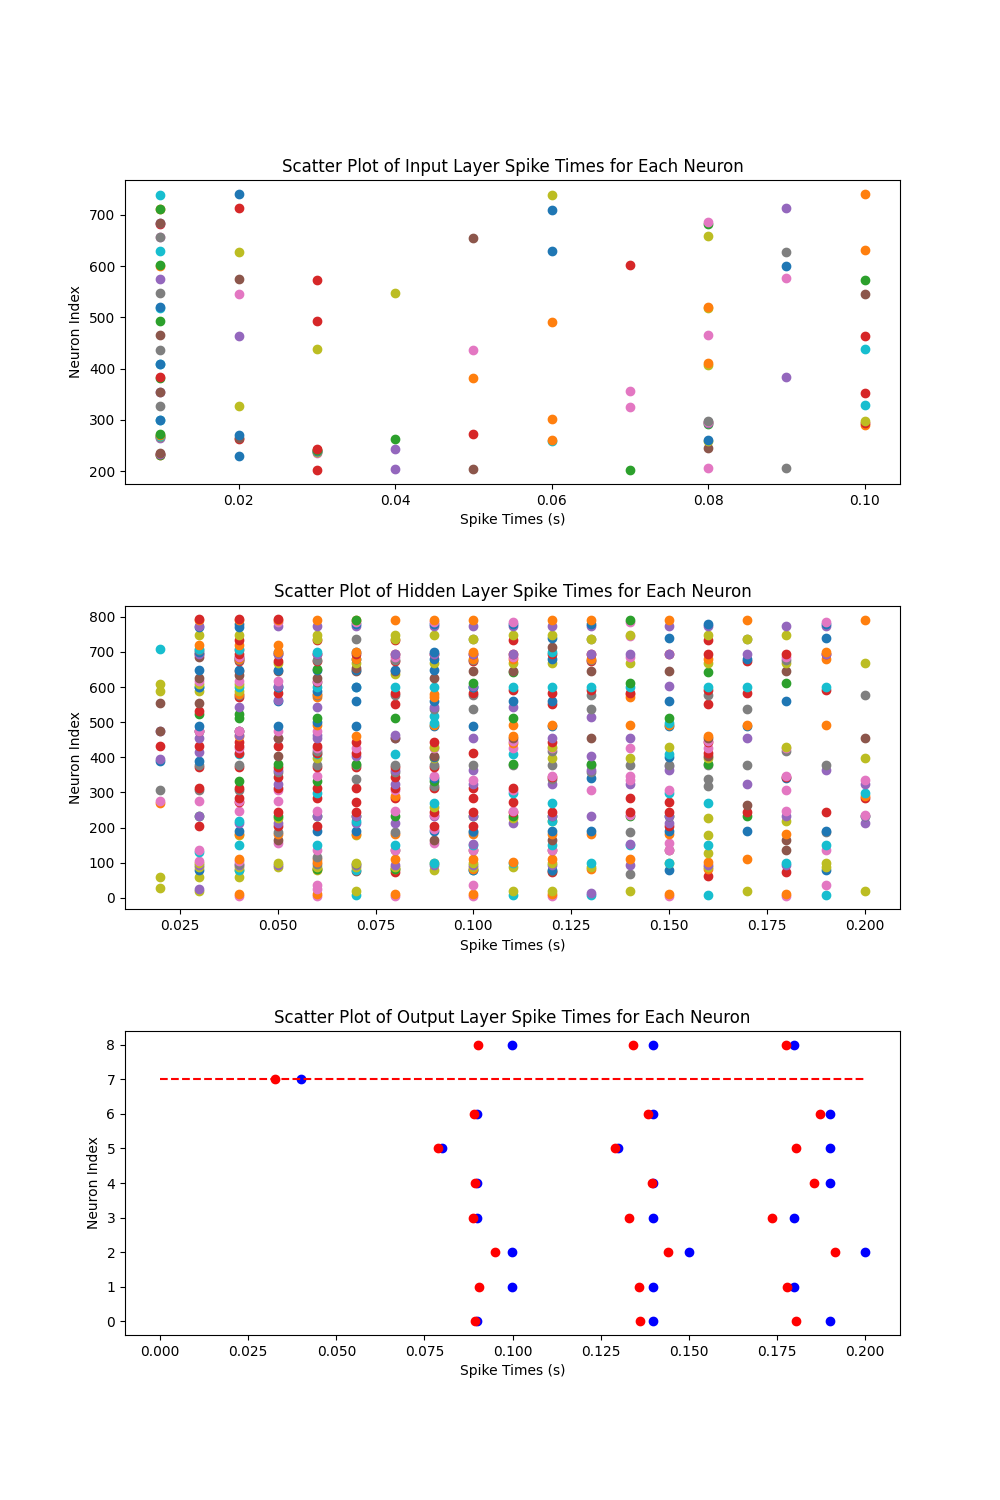 Scatter Plot of Input Layer Spike Times for Each Neuron
700
600
500
400
300
200
Neuron Index
0.02 0.04 0.06 0.08 0.10
Spike Times (s)
Scatter Plot of Hidden Layer Spike Times for Each Neuron
800
700
600
500
400
300
200
100
0
Neuron Index
0.025 0.050 0.075 0.100 0.125 0.150 0.175 0.200
Spike Times (s)
Scatter Plot of Output Layer Spike Times for Each Neuron
8
7
6
5
4
3
2
1
0
Neuron Index
0.000 0.025 0.050 0.075 0.100 0.125 0.150 0.175 0.200
Spike Times (s)